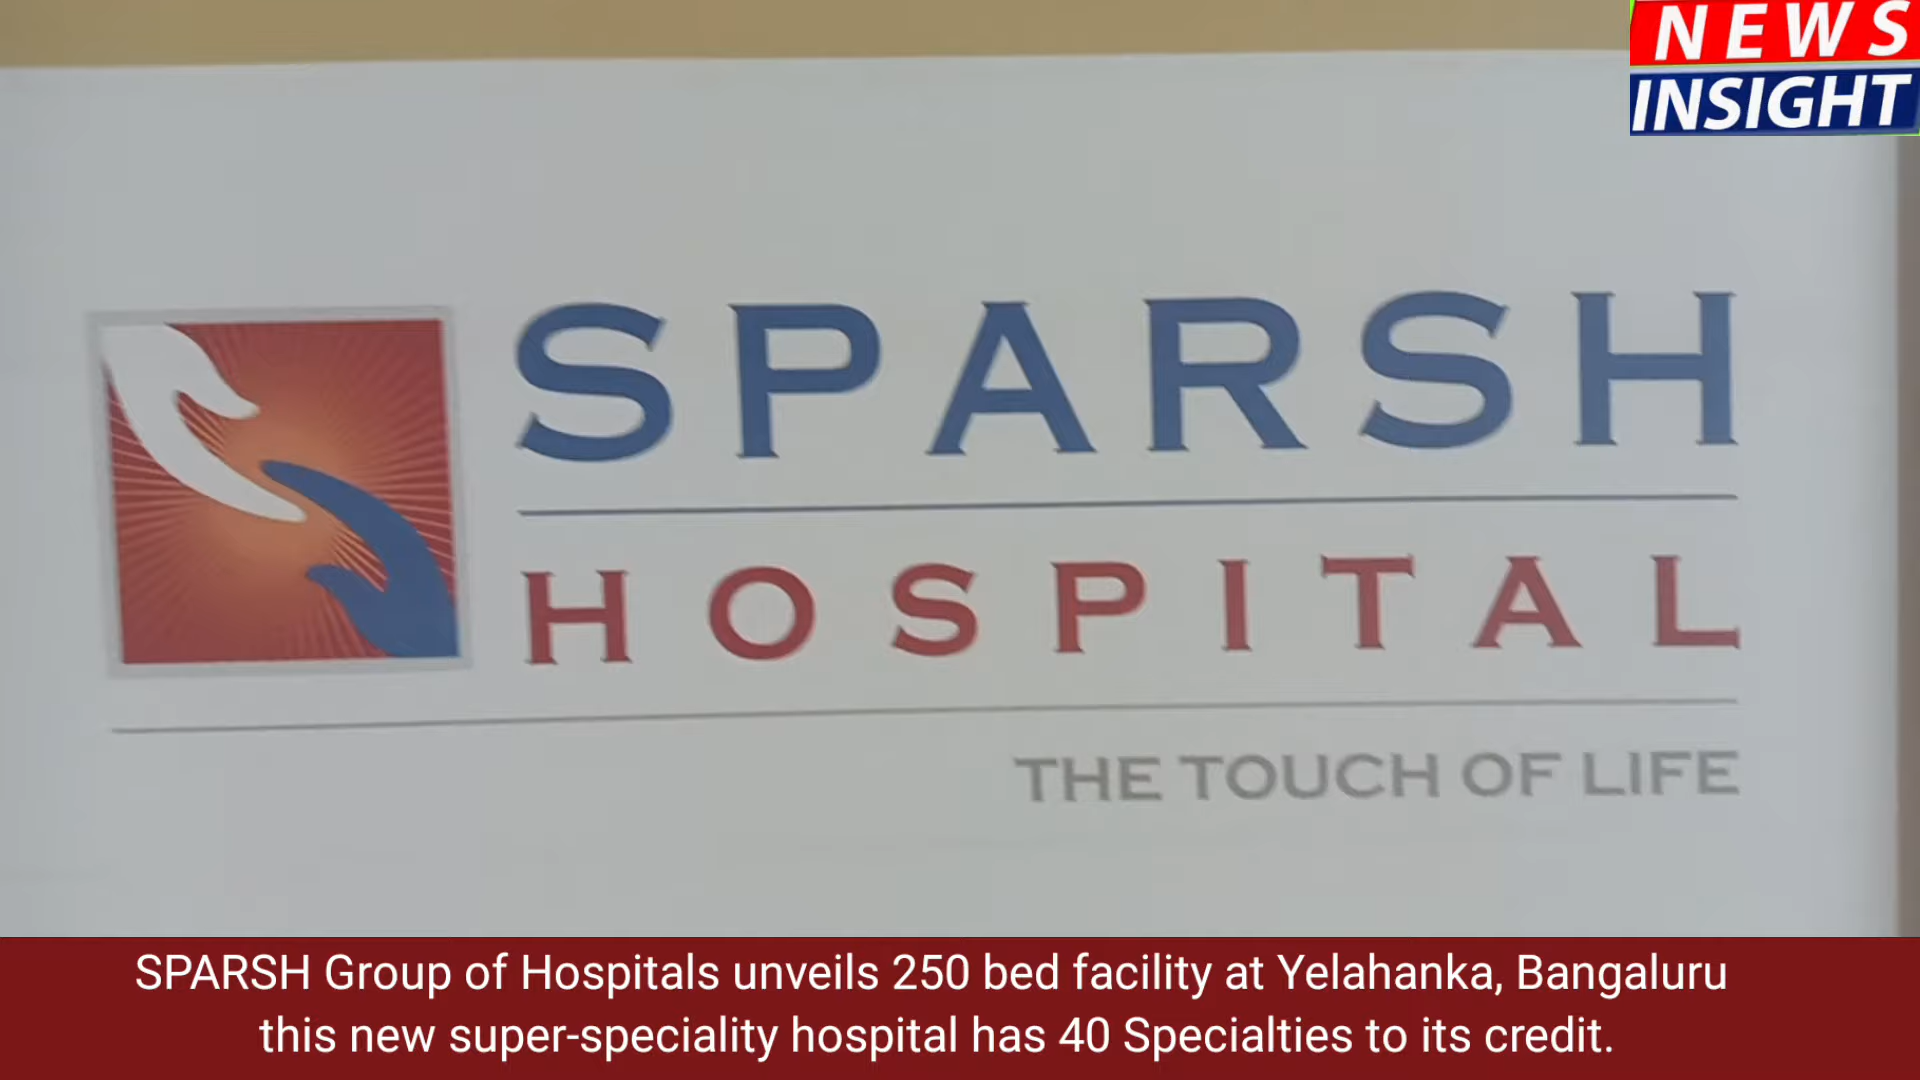 NEWS
INSIGHT
SPARSH
HOSPITAL
THE TOUCH OF LIFE
SPARSH Group of Hospitals unveils 250 bed facility at Yelahanka, Bangaluru
this new super-speciality hospital has 40 Specialties to its credit.